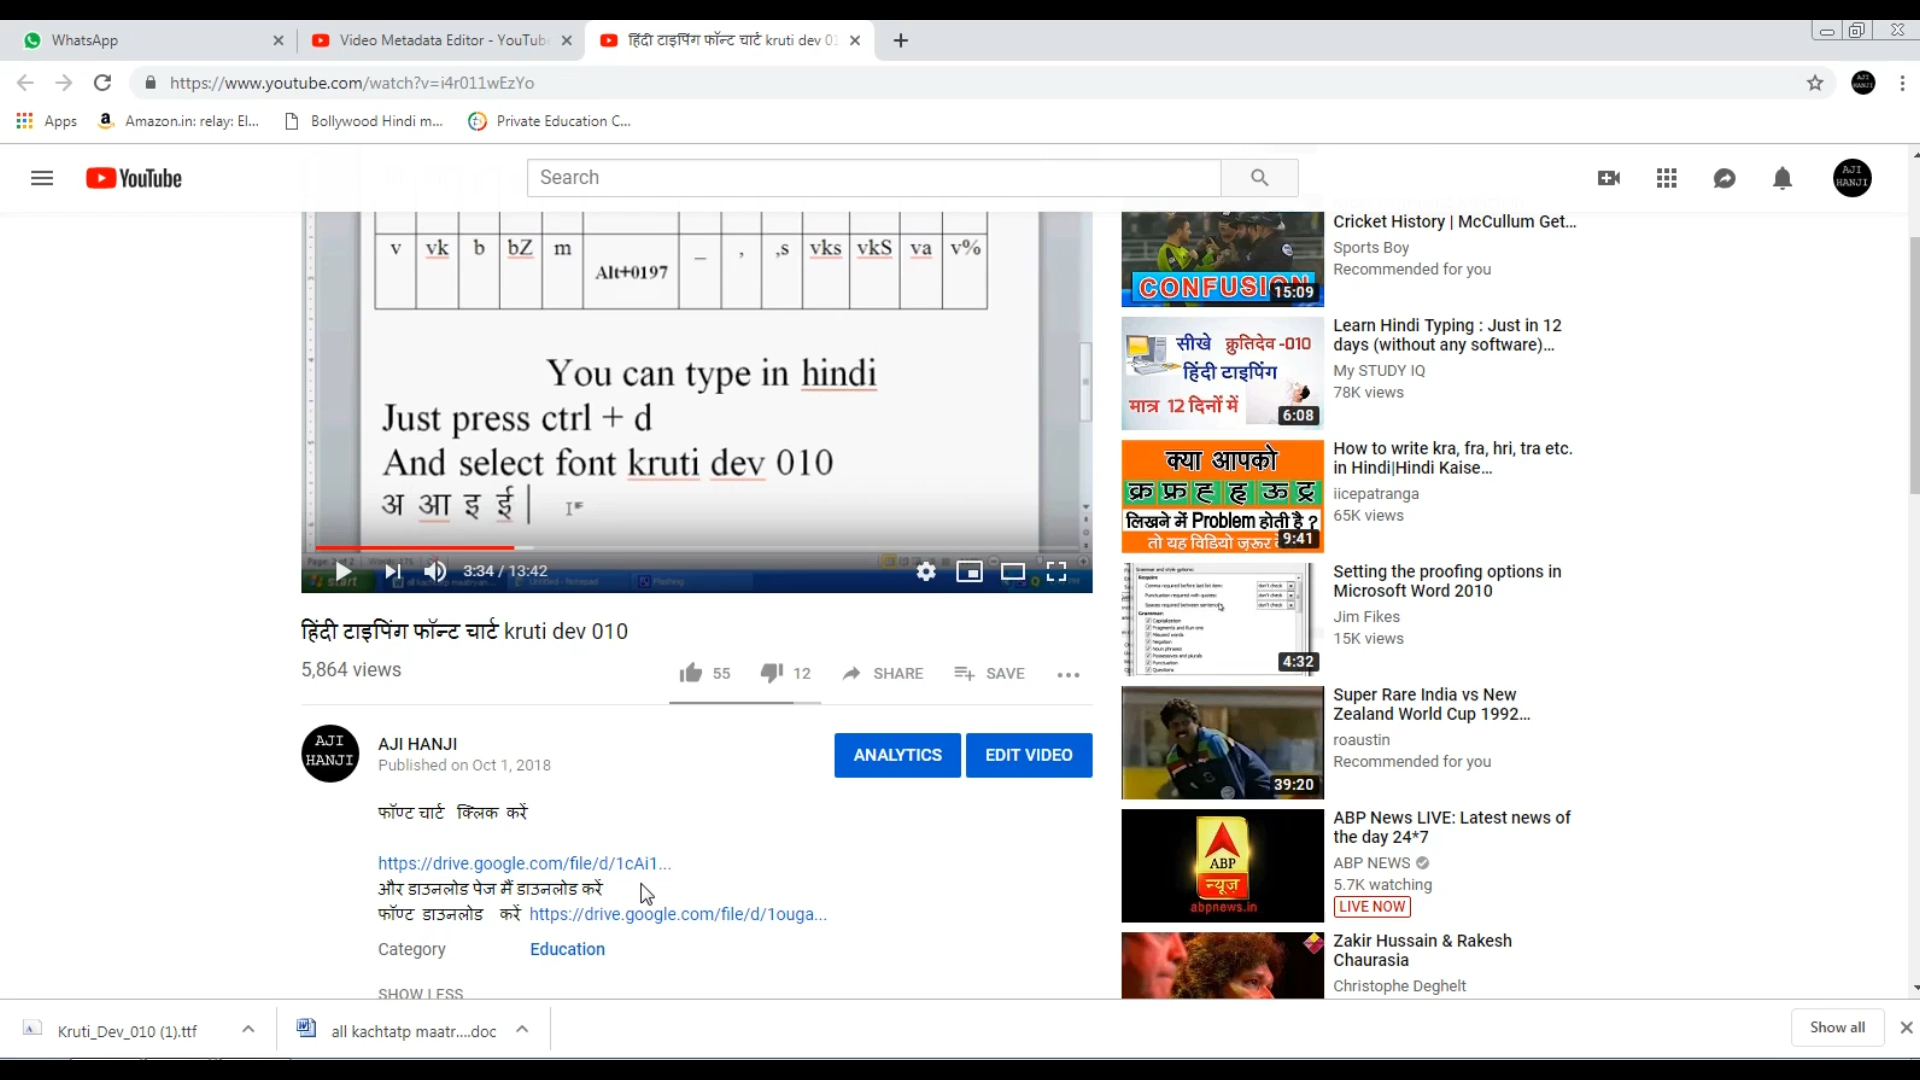 WhatsApp
Video Metadata Editor - YouTub
हिंदी टाइपिंग फॉन्ट चार्ट kruti dev 01
https://www.youtube.com/watch?v=i4r011wEzYo
Apps
Amazon.in: relay: El...
Bollywood Hindi m...
Private Education C...
YouTube
Search
AJI HANJI
v vk b bZ m Alt+0197 _ , ,s vks vkS va v%
You can type in hindi
Just press ctrl + d
And select font kruti dev 010
अ आ इ ई
3:34 / 13:42
हिंदी टाइपिंग फॉन्ट चार्ट kruti dev 010
5,864 views
55
12
SHARE
SAVE
AJI HANJI
AJI HANJI
Published on Oct 1, 2018
ANALYTICS
EDIT VIDEO
फॉण्ट चार्ट क्लिक करें
https://drive.google.com/file/d/1cAi1...
और डाउनलोड पेज मैं डाउनलोड करें
फॉण्ट डाउनलोड करें https://drive.google.com/file/d/1ouga...
Category Education
SHOW LESS
CONFUSION
15:09
Cricket History | McCullum Get...
Sports Boy
Recommended for you
सीखे क्रुतिदेव -010
हिंदी टाइपिंग
मात्र 12 दिनों में
6:08
Learn Hindi Typing : Just in 12
days (without any software)...
My STUDY IQ
78K views
क्या आपको
क्र फ्र ह्र हृ ऊ ट्र
लिखने में Problem होती है ?
तो यह विडियो जरूर
9:41
How to write kra, fra, hri, tra etc.
in Hindi|Hindi Kaise...
iicepatranga
65K views
4:32
Setting the proofing options in
Microsoft Word 2010
Jim Fikes
15K views
39:20
Super Rare India vs New
Zealand World Cup 1992...
roaustin
Recommended for you
ABP
न्यूज़
abpnews.in
ABP News LIVE: Latest news of
the day 24*7
ABP NEWS
5.7K watching
LIVE NOW
Zakir Hussain & Rakesh
Chaurasia
Christophe Deghelt
Kruti_Dev_010 (1).ttf
all kachtatp maatr....doc
Show all